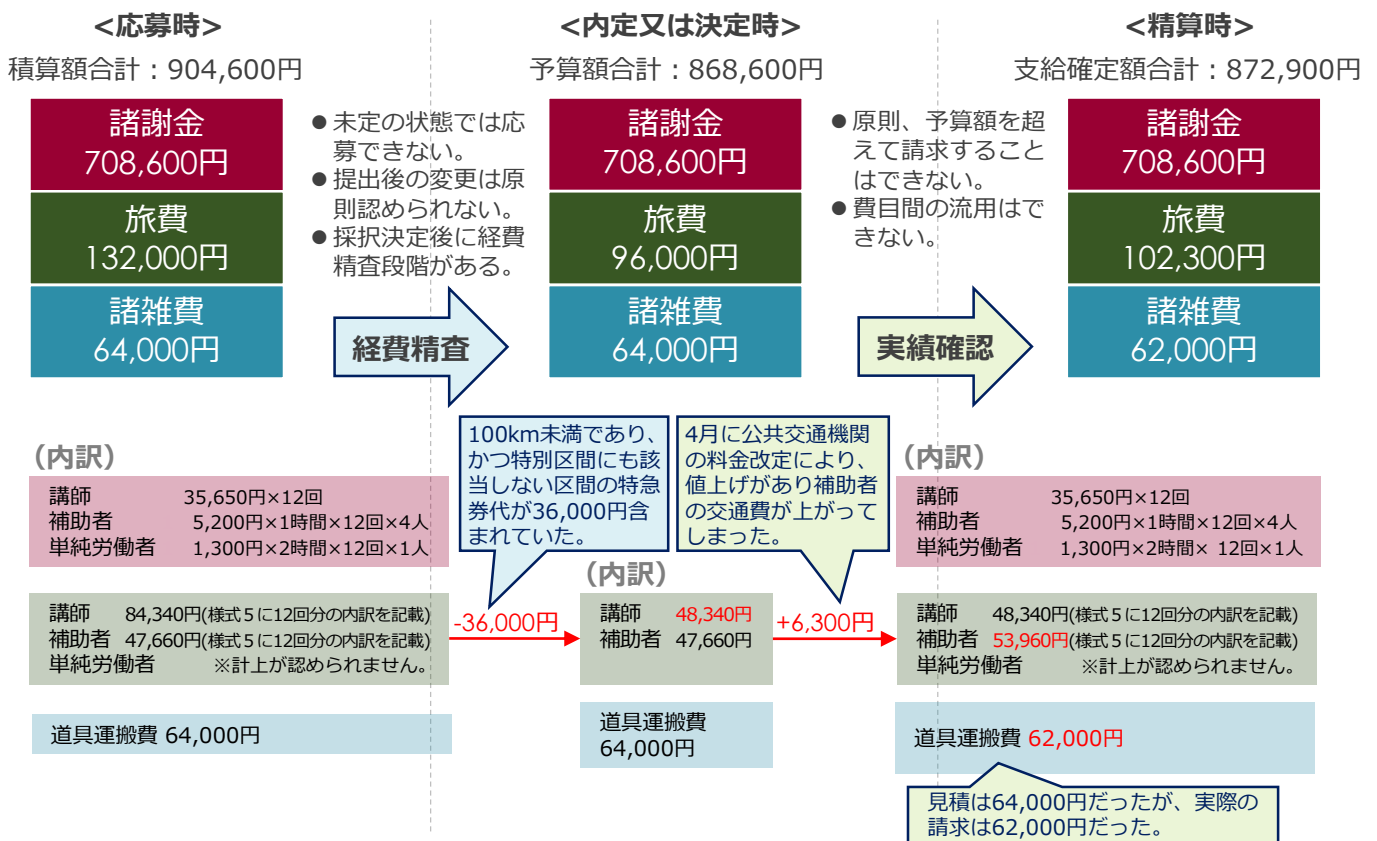 <応募時>
積算額合計：904,600円
諸謝金
708,600円
旅費
132,000円
諸雑費
64,000円
● 未定の状態では応
募できない。
● 提出後の変更は原
則認められない。
● 採択決定後に経費
精査段階がある。
経費精査
<内定又は決定時>
予算額合計：868,600円
諸謝金
708,600円
旅費
96,000円
諸雑費
64,000円
● 原則、予算額を超
えて請求すること
はできない。
● 費目間の流用はで
きない。
実績確認
<精算時>
支給確定額合計：872,900円
諸謝金
708,600円
旅費
102,300円
諸雑費
62,000円
（内訳）
講師 35,650円×12回
補助者 5,200円×1時間×12回×4人
単純労働者 1,300円×2時間×12回×1人
講師 84,340円(様式５に12回分の内訳を記載)
補助者 47,660円(様式５に12回分の内訳を記載)
単純労働者 ※計上が認められません。
道具運搬費 64,000円
100km未満であり、
かつ特別区間にも該
当しない区間の特急
券代が36,000円含
まれていた。
-36,000円
（内訳）
講師 48,340円
補助者 47,660円
道具運搬費
64,000円
4月に公共交通機関
の料金改定により、
値上げがあり補助者
の交通費が上がって
しまった。
+6,300円
（内訳）
講師 35,650円×12回
補助者 5,200円×1時間×12回×4人
単純労働者 1,300円×2時間× 12回×1人
講師 48,340円(様式５に12回分の内訳を記載)
補助者 53,960円(様式５に12回分の内訳を記載)
単純労働者 ※計上が認められません。
道具運搬費 62,000円
見積は64,000円だったが、実際の
請求は62,000円だった。